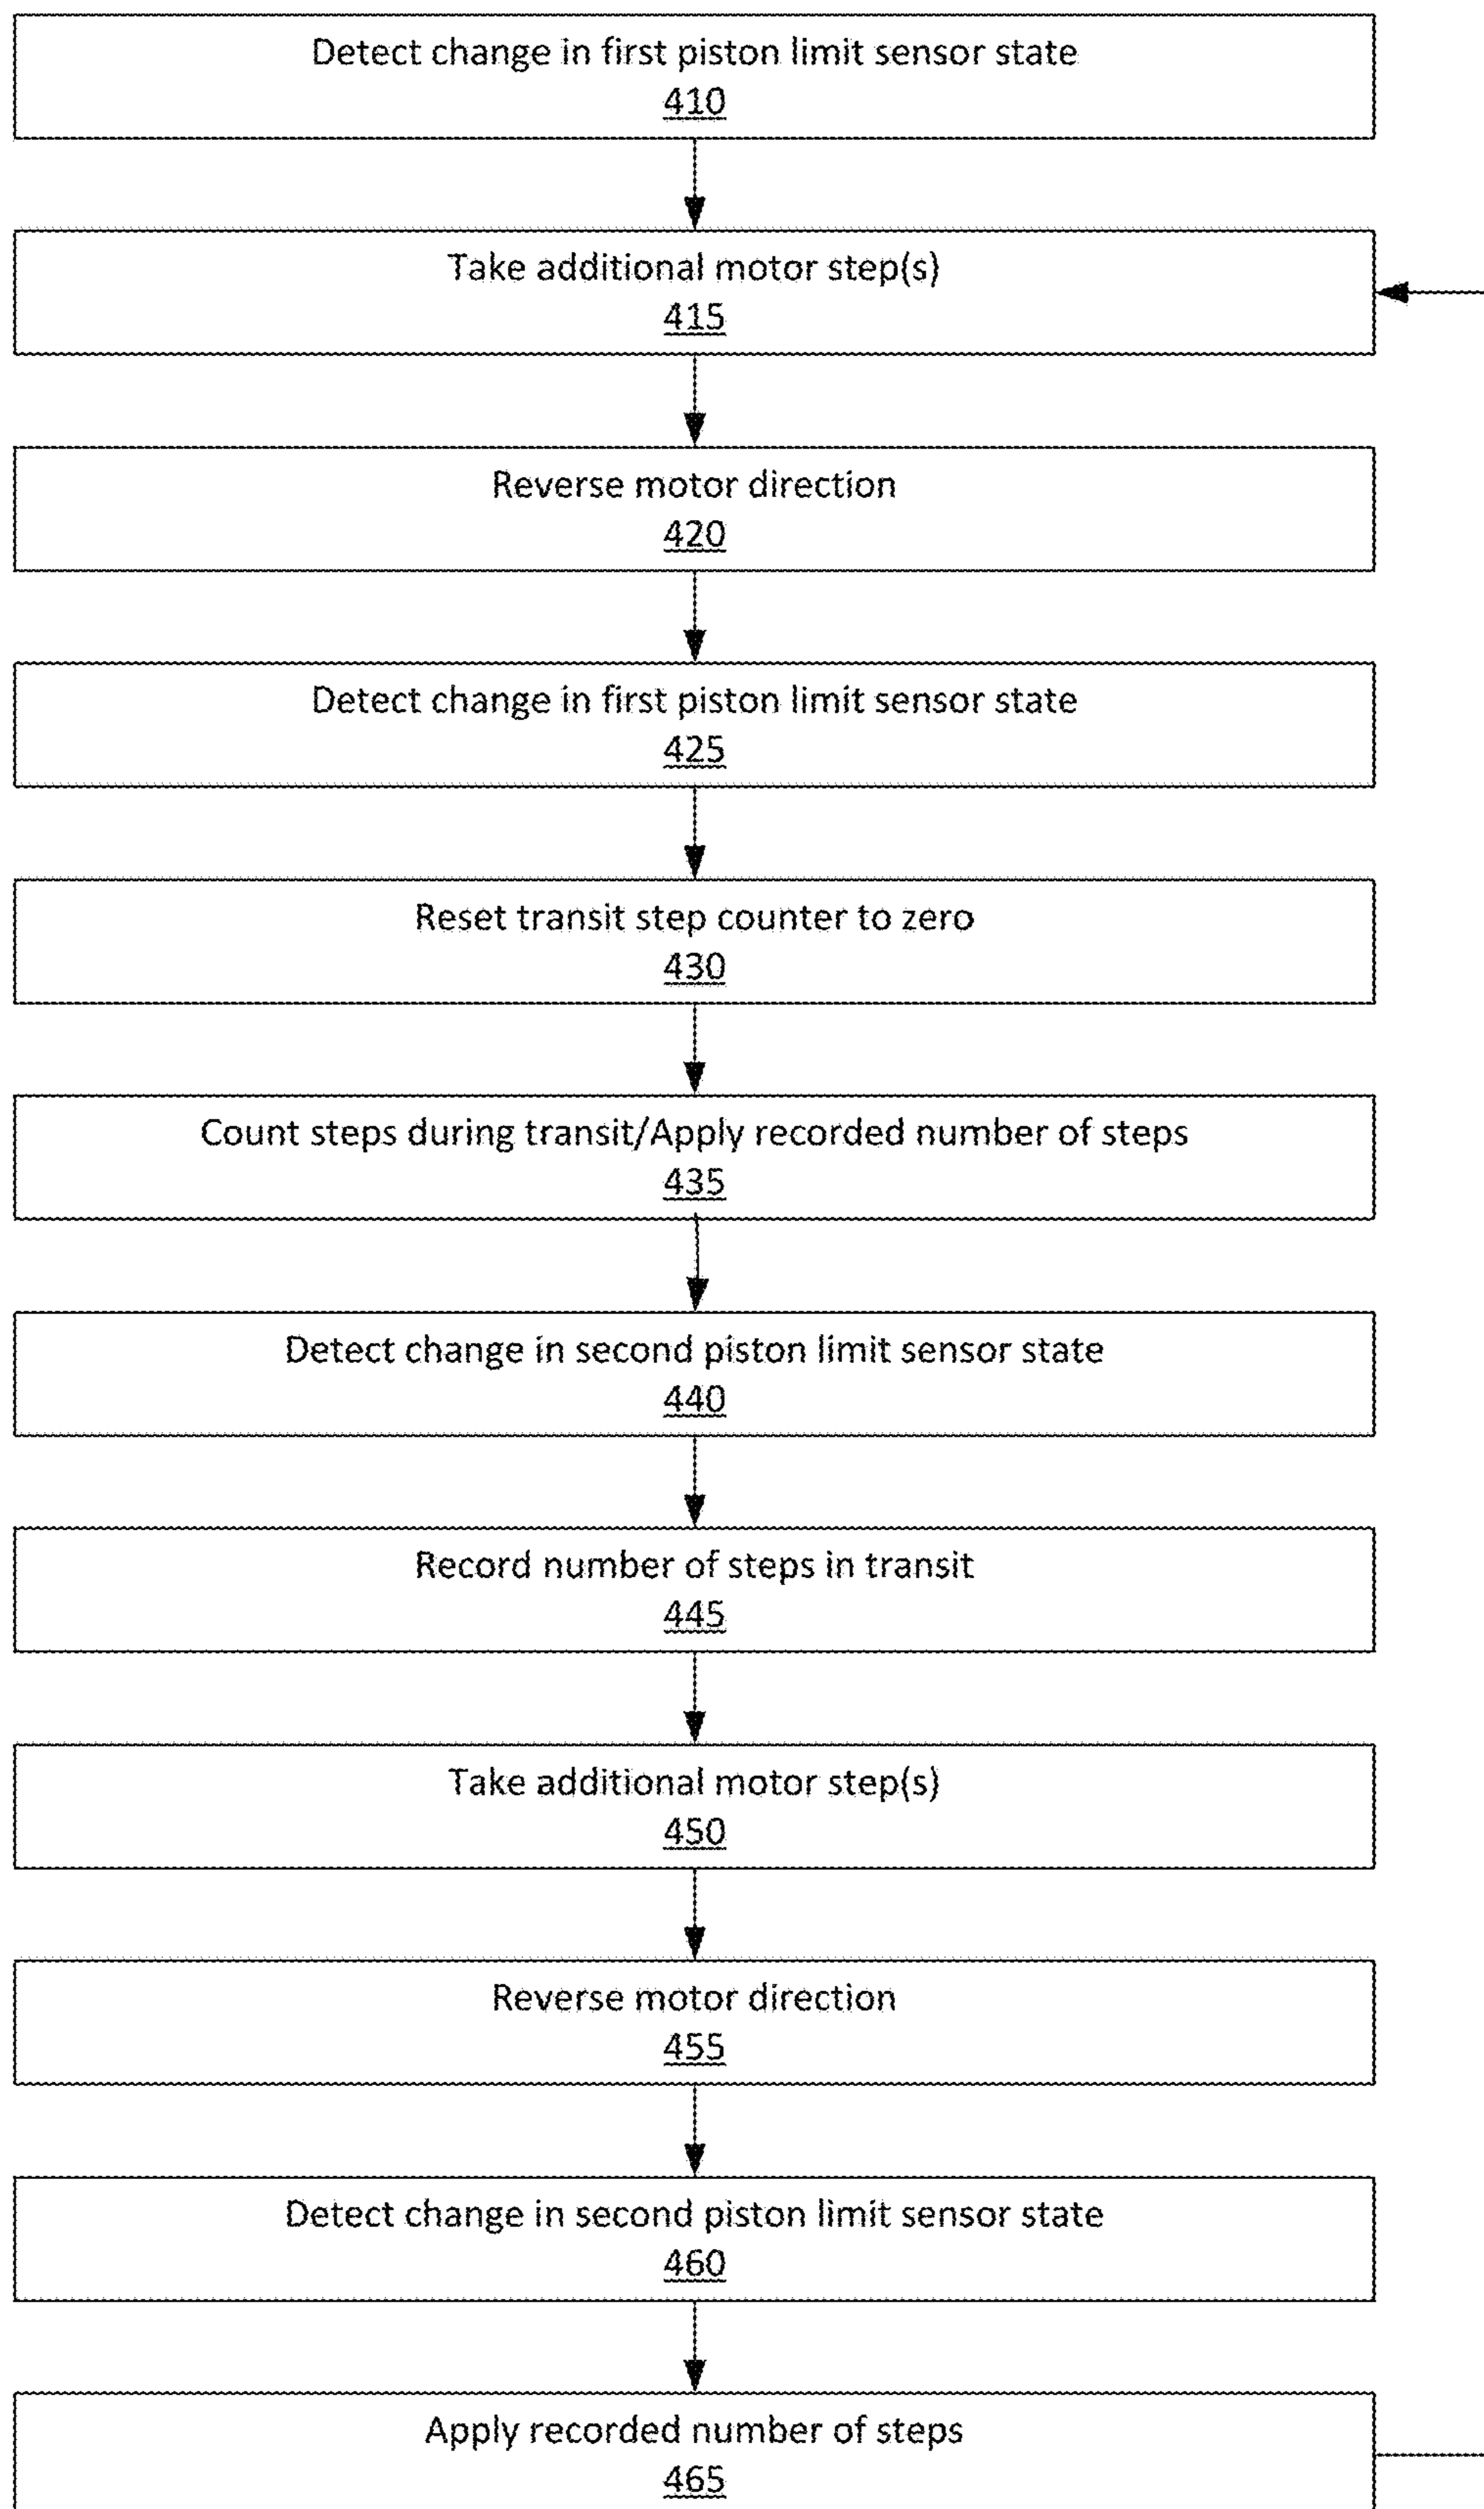 Detect change in first piston limit sensor state
410
Take additional motor step(s)
415
Reverse motor direction
420
Detect change in first piston limit sensor state
425
Reset transit step counter to zero
430
Count steps during transit/Apply recorded number of steps
435
Detect change in second piston limit sensor state
440
Record number of steps in transit
445
Take additional motor step(s)
450
Reverse motor direction
455
Detect change in second piston limit sensor state
460
Apply recorded number of steps
465